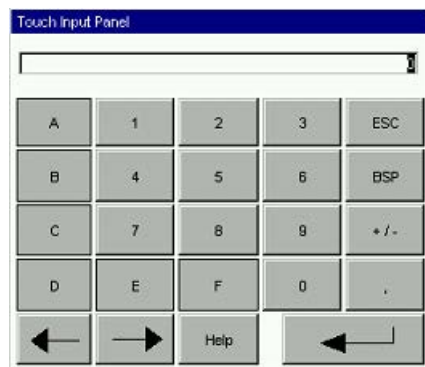 Touch Input Panel
0
A 1 2 3 ESC
B 4 5 6 BSP
C 7 8 9 + / -
D E F 0 .
Help